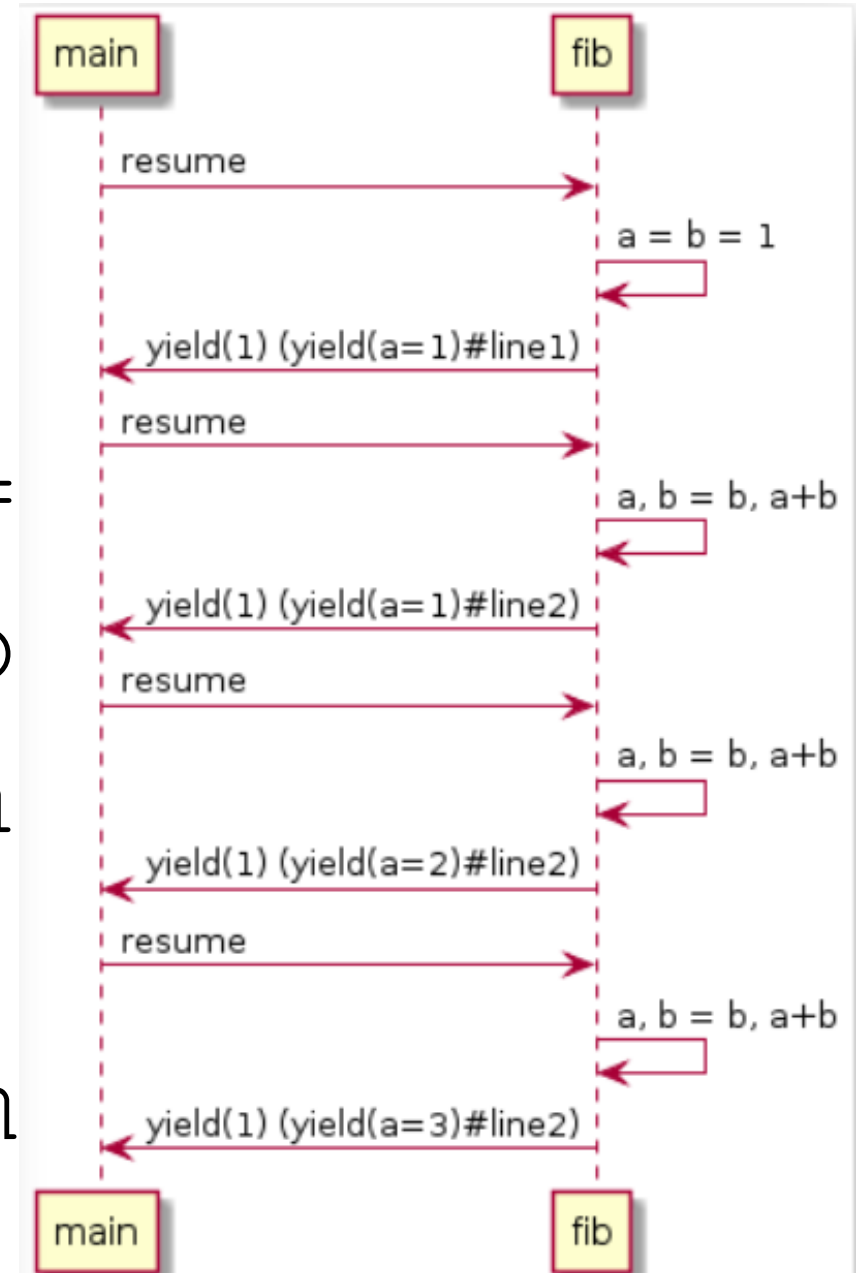 main fib
resume
a = b = 1
yield(1) (yield(a=1)#line1)
resume
a, b = b, a+b
yield(1) (yield(a=1)#line2)
resume
a, b = b, a+b
yield(1) (yield(a=2)#line2)
resume
a, b = b, a+b
yield(1) (yield(a=3)#line2)
main fib